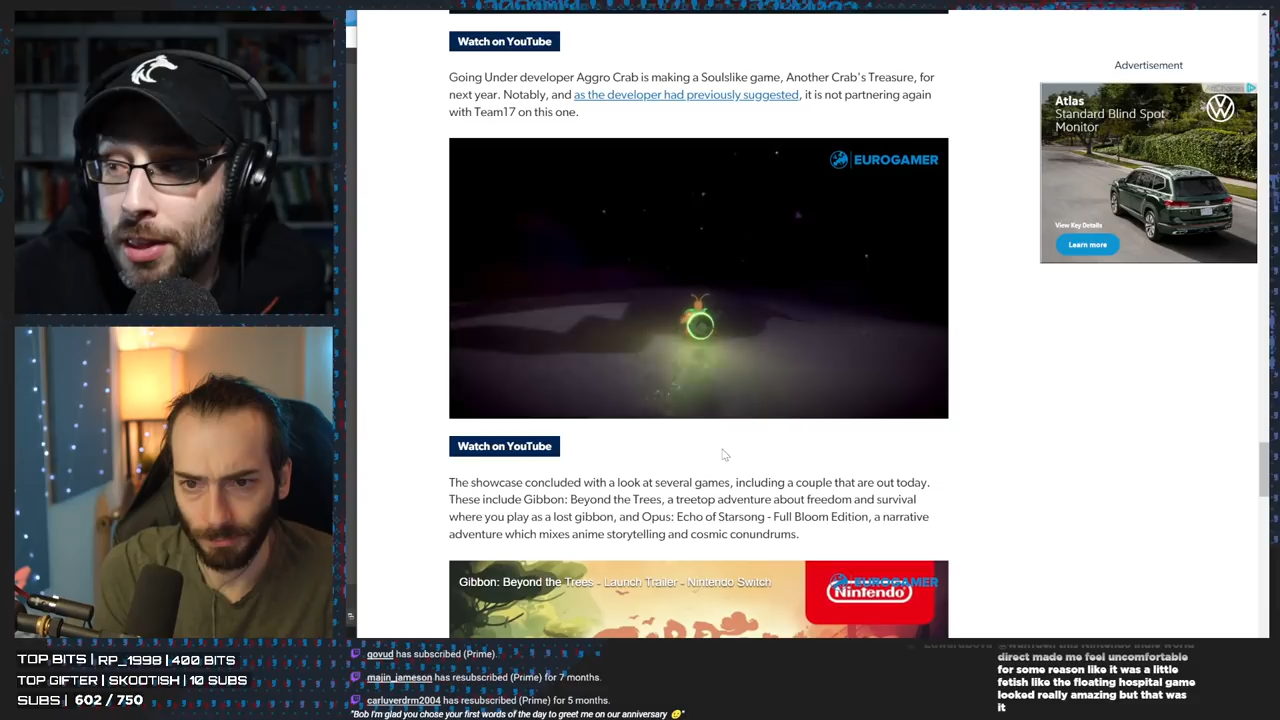 Watch on YouTube
Advertisement
Going Under developer Aggro Crab is making a Soulslike game, Another Crab's Treasure, for
next year. Notably, and as the developer had previously suggested, it is not partnering again
with Team17 on this one.
AdChoices
Atlas
Standard Blind Spot
Monitor
View Key Details
Learn more
EUROGAMER
Watch on YouTube
The showcase concluded with a look at several games, including a couple that are out today.
These include Gibbon: Beyond the Trees, a treetop adventure about freedom and survival
where you play as a lost gibbon, and Opus: Echo of Starsong - Full Bloom Edition, a narrative
adventure which mixes anime storytelling and cosmic conundrums.
Gibbon: Beyond the Trees - Launch Trailer - Nintendo Switch
EUROGAMER
Nintendo
TOP BITS | RP_1998 | 400 BITS
TOP GIFTER | SKOOTISH | 10 SUBS
SUBS | 602 / 750
govud has subscribed (Prime).
majin_jameson has resubscribed (Prime) for 7 months.
carluverdrm2004 has resubscribed (Prime) for 5 months.
"Bob I'm glad you chose your first words of the day to greet me on our anniversary 😉"
direct made me feel uncomfortable
for some reason like it was a little
fetish like the floating hospital game
looked really amazing but that was
it